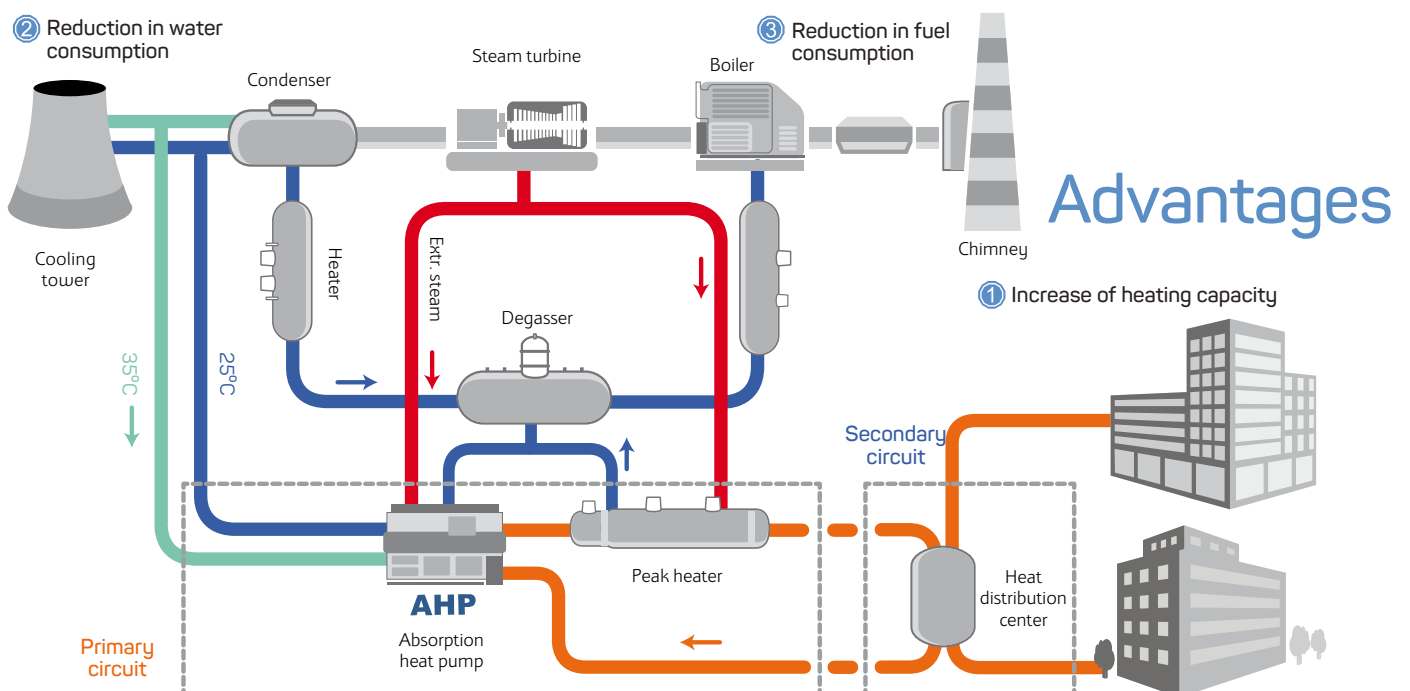 2 Reduction in water
consumption
3 Reduction in fuel
consumption
Steam turbine
Boiler
Condenser
Advantages
Cooling
tower
Heater
Extr. steam
Chimney
1 Increase of heating capacity
Degasser
35ºC
25ºC
Secondary
circuit
Peak heater
Heat
distribution
center
AHP
Absorption
heat pump
Primary
circuit